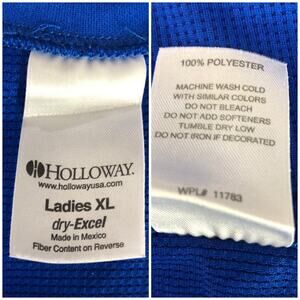 HOLLOWAY
www.hollowayusa.com
Ladies XL
dry-Excel
Made in Mexico
Fiber Content on Reverse
100% POLYESTER
MACHINE WASH COLD
WITH SIMILAR COLORS
DO NOT BLEACH
DO NOT ADD SOFTENERS
TUMBLE DRY LOW
DO NOT IRON IF DECORATED
WPL# 11783